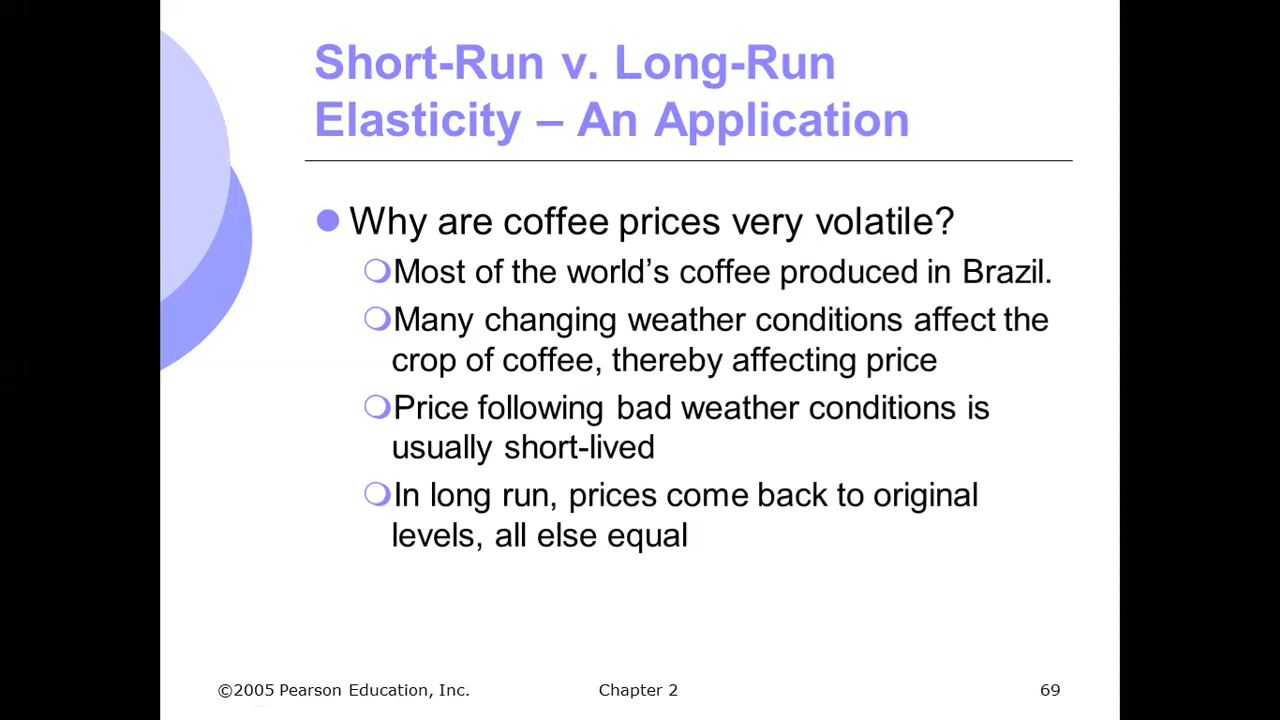 Short-Run v. Long-Run
Elasticity – An Application
Why are coffee prices very volatile?
Most of the world’s coffee produced in Brazil.
Many changing weather conditions affect the
crop of coffee, thereby affecting price
Price following bad weather conditions is
usually short-lived
In long run, prices come back to original
levels, all else equal
©2005 Pearson Education, Inc. Chapter 2 69